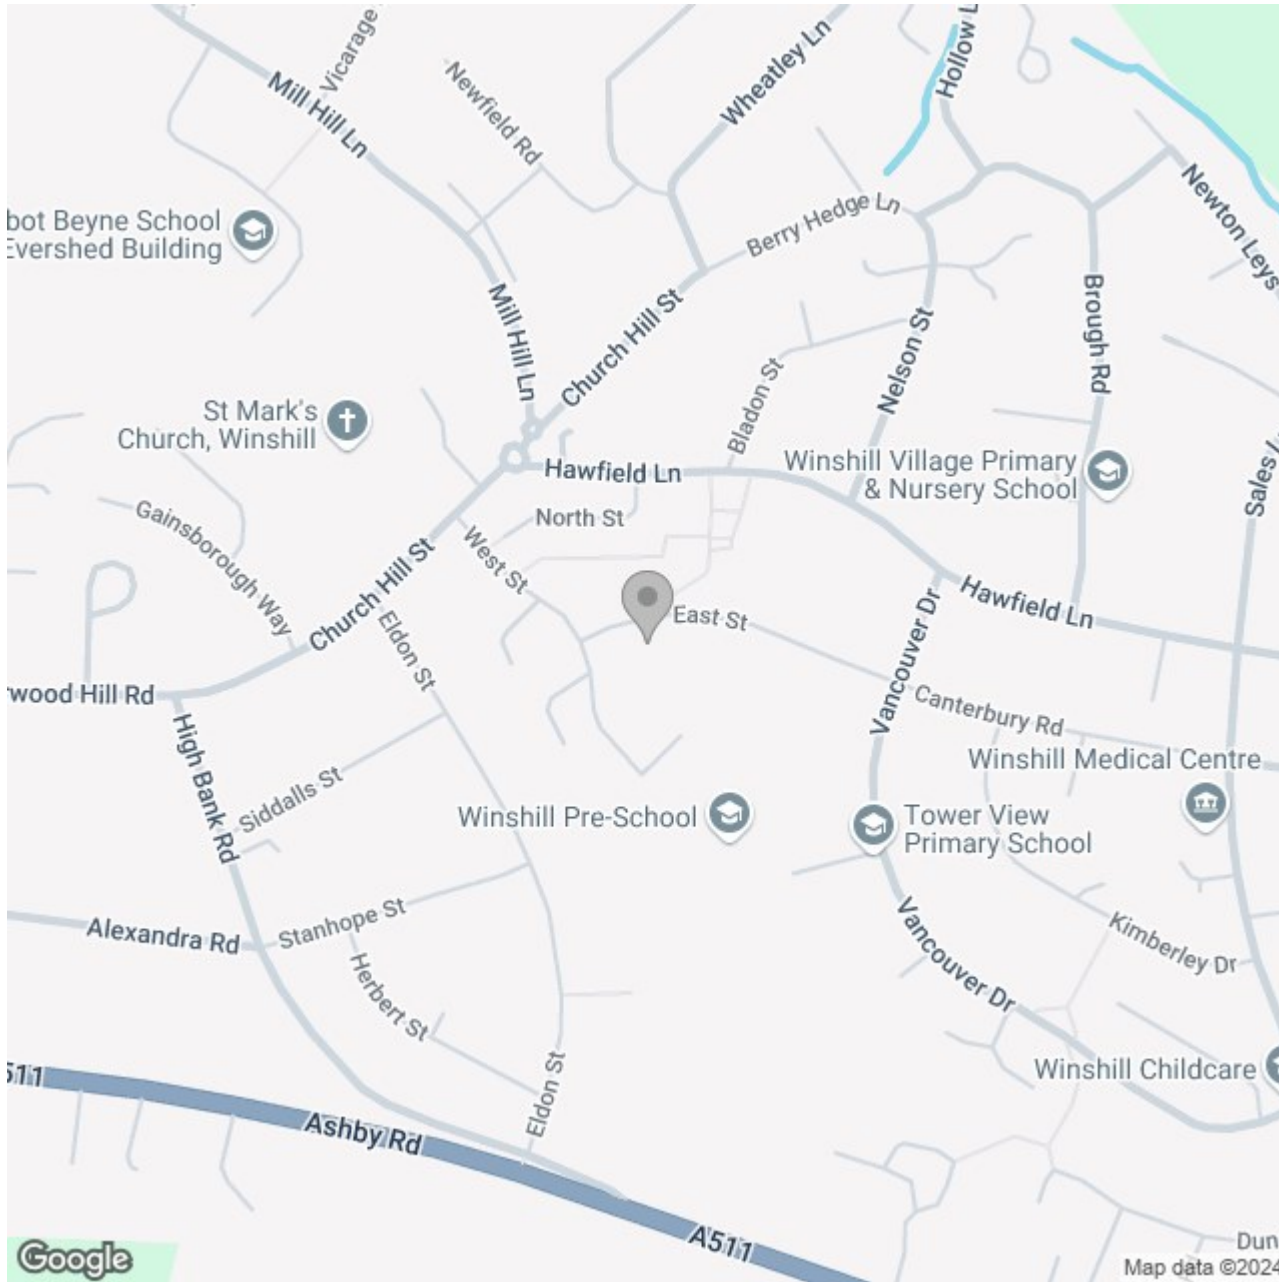 Vicarage
Hollow L
Wheatley Ln
Newfield Rd
Mill Hill Ln
Newton Leys
Berry Hedge Ln
bot Beyne School
Evershed Building
Mill Hill Ln
Church Hill St
Brough Rd
Nelson St
Bladon St
St Mark's
Church, Winshill
Hawfield Ln
Winshill Village Primary
& Nursery School
Sales
Gainsborough Way
North St
West St
Church Hill St
East St
Hawfield Ln
Vancouver Dr
Eldon St
rwood Hill Rd
Canterbury Rd
High Bank Rd
Winshill Medical Centre
Siddalls St
Winshill Pre-School
Tower View
Primary School
Alexandra Rd
Stanhope St
Kimberley Dr
Vancouver Dr
Herbert St
Winshill Childcare
511
Eldon St
Ashby Rd
A511
Dun
Google
Map data ©2024